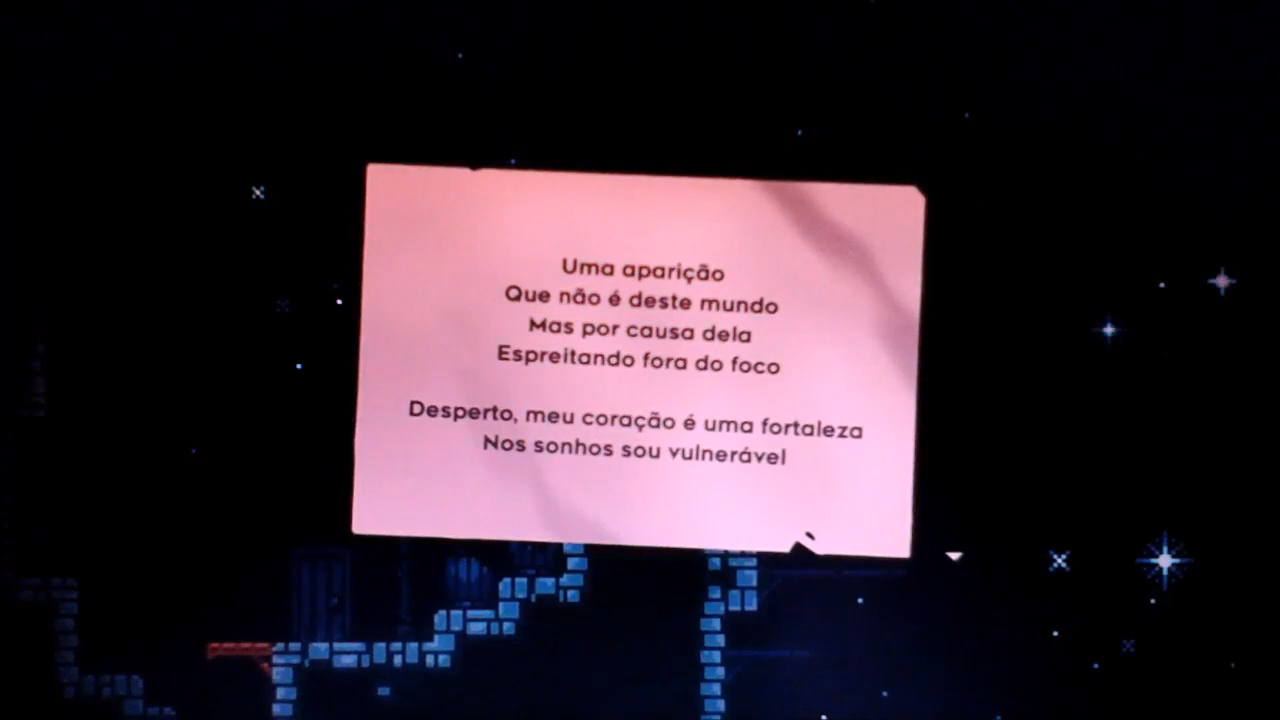 Uma aparição
Que não é deste mundo
Mas por causa dela
Espreitando fora do foco
Desperto, meu coração é uma fortaleza
Nos sonhos sou vulnerável